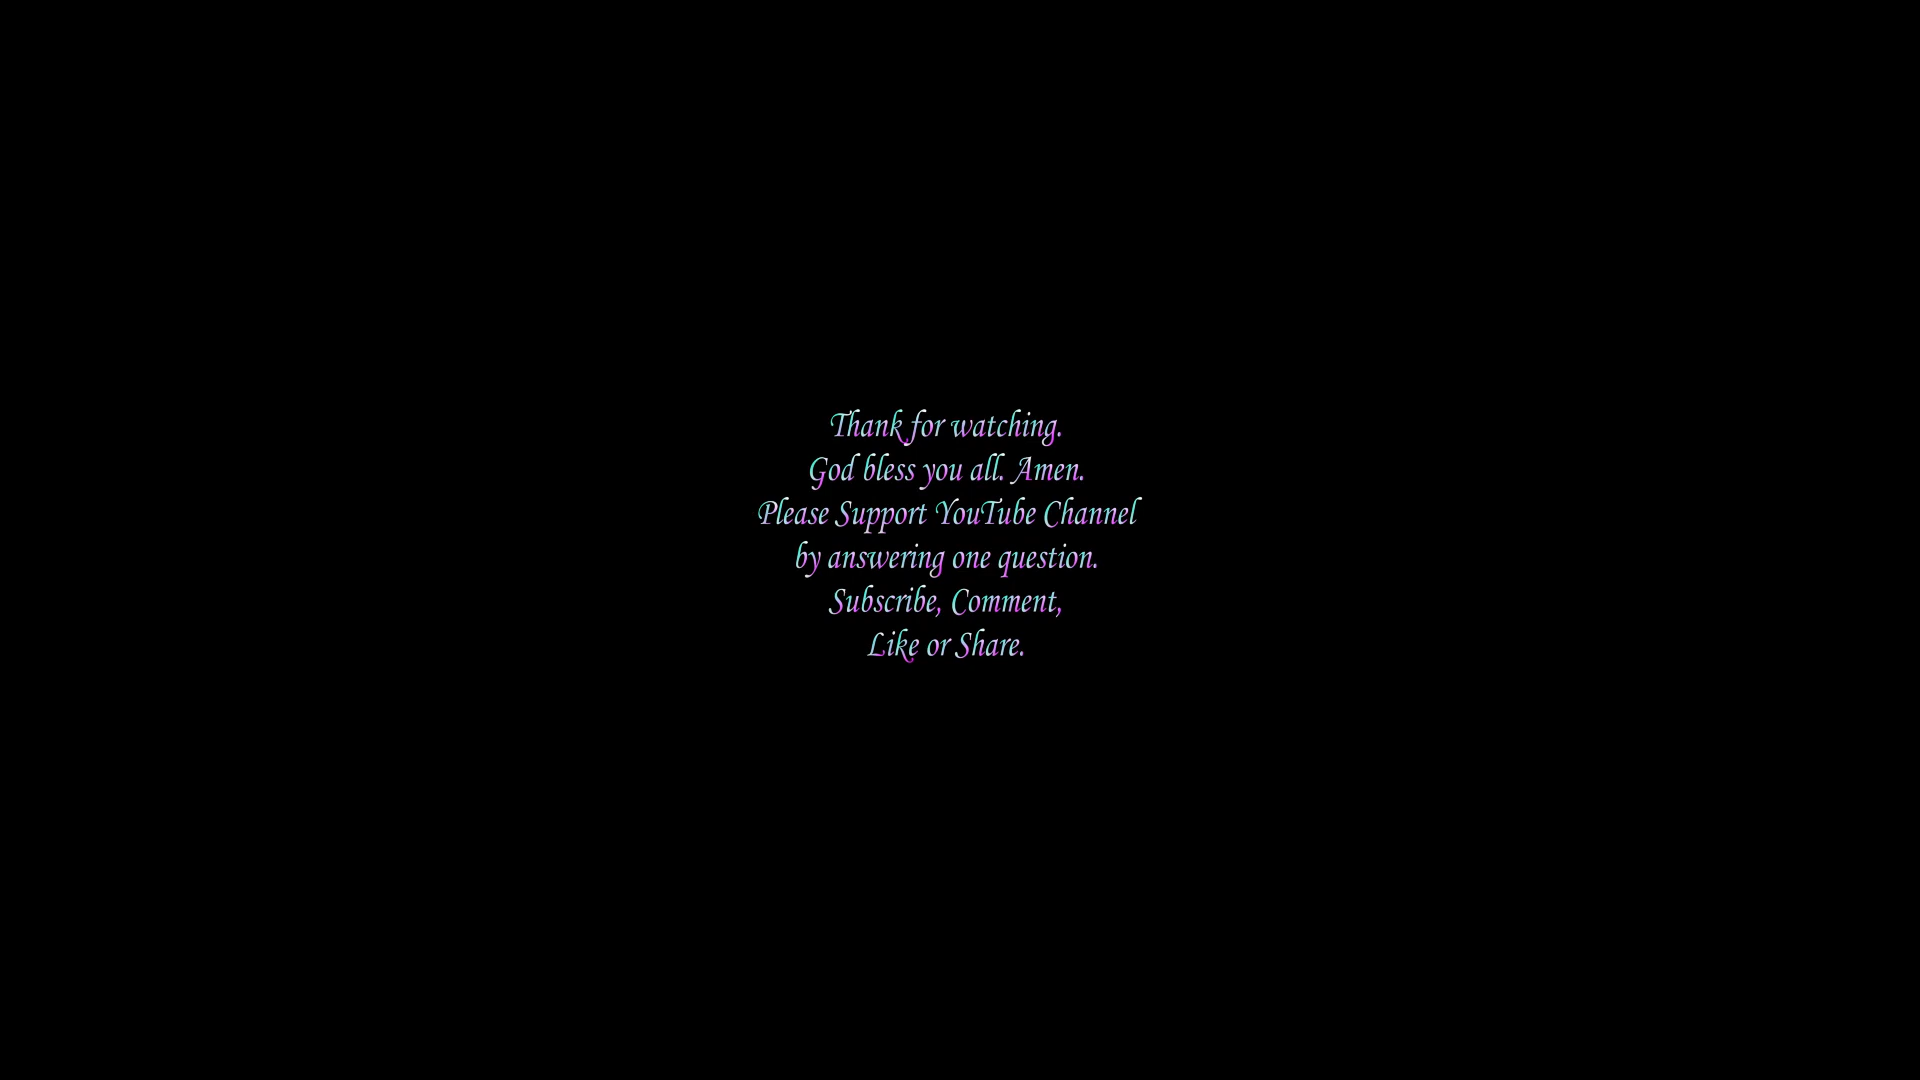 Thank for watching.
God bless you all. Amen.
Please Support YouTube Channel
by answering one question.
Subscribe, Comment,
Like or Share.